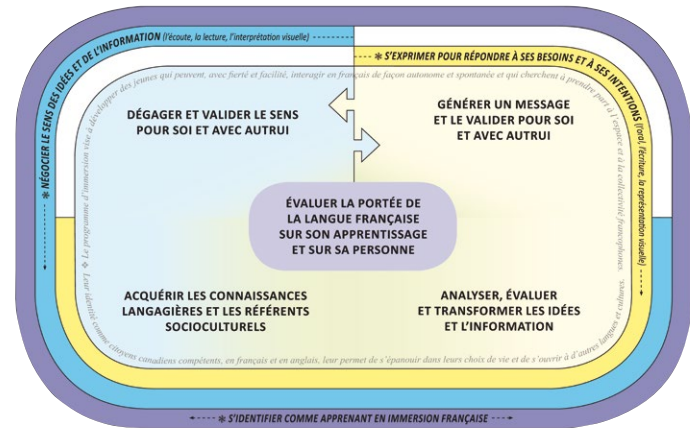 ✻ NÉGOCIER LE SENS DES IDÉES ET DE L'INFORMATION (l'écoute, la lecture, l'interprétation visuelle)
✻ S'EXPRIMER POUR RÉPONDRE À SES BESOINS ET À SES INTENTIONS (l'oral, l'écriture, la représentation visuelle)
❖ Le programme d'immersion vise à développer des jeunes qui peuvent, avec fierté et facilité, interagir en français de façon autonome et spontanée et qui cherchent à prendre part à l'espace et à la collectivité francophones.
Leur identité comme citoyens canadiens compétents, en français et en anglais, leur permet de s'épanouir dans leurs choix de vie et de s'ouvrir à d'autres langues et cultures.
DÉGAGER ET VALIDER LE SENS
POUR SOI ET AVEC AUTRUI
GÉNÉRER UN MESSAGE
ET LE VALIDER POUR SOI
ET AVEC AUTRUI
ÉVALUER LA PORTÉE DE
LA LANGUE FRANÇAISE
SUR SON APPRENTISSAGE
ET SUR SA PERSONNE
ACQUÉRIR LES CONNAISSANCES
LANGAGIÈRES ET LES RÉFÉRENTS
SOCIOCULTURELS
ANALYSER, ÉVALUER
ET TRANSFORMER LES IDÉES
ET L'INFORMATION
✻ S'IDENTIFIER COMME APPRENANT EN IMMERSION FRANÇAISE